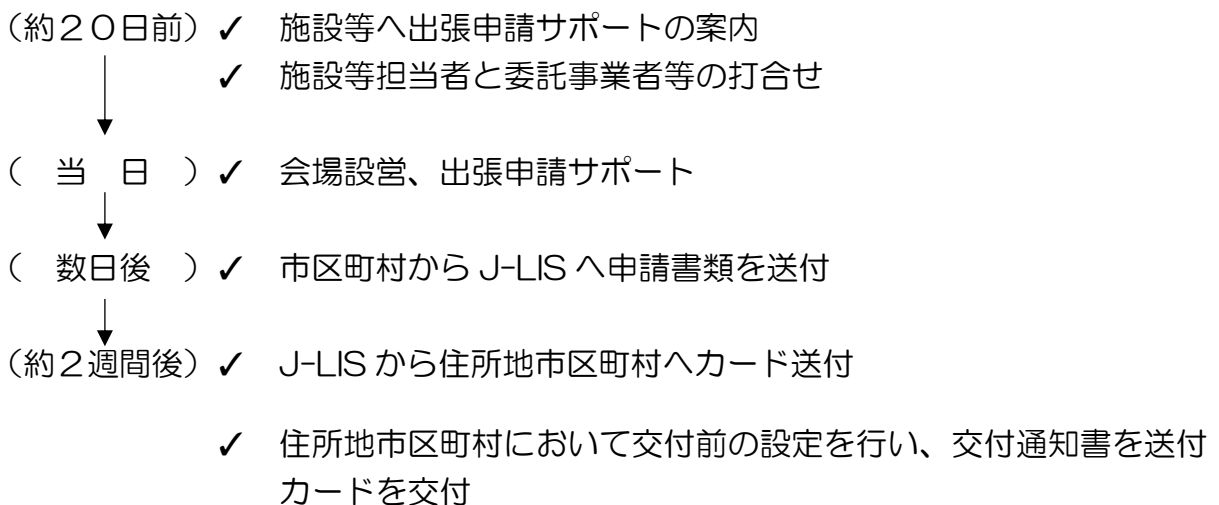 （約２０日前）✓ 施設等へ出張申請サポートの案内
✓ 施設等担当者と委託事業者等の打合せ
（　当　日　）✓ 会場設営、出張申請サポート
（　数日後　）✓ 市区町村から J-LIS へ申請書類を送付
（約２週間後）✓ J-LIS から住所地市区町村へカード送付
✓ 住所地市区町村において交付前の設定を行い、交付通知書を送付
カードを交付